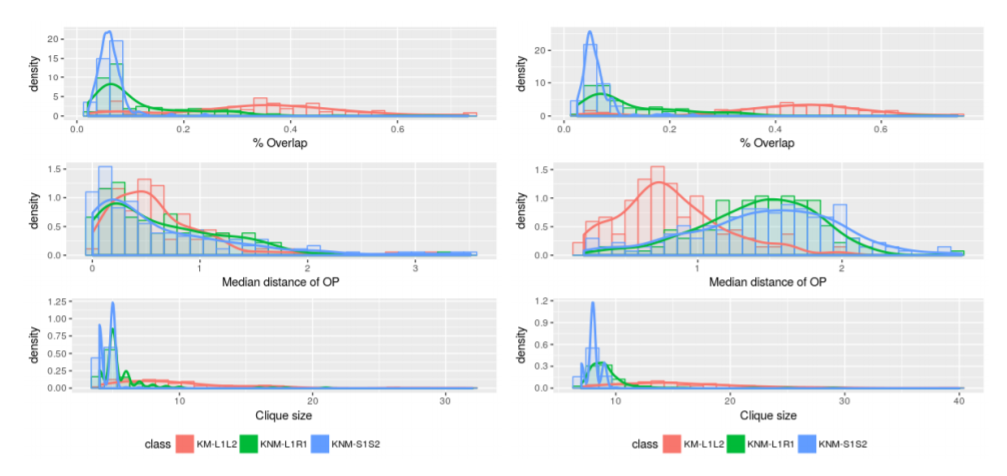 density
20
15
10
5
0
0.0 0.2 0.4 0.6
% Overlap
density
1.5
1.0
0.5
0.0
0 1 2 3
Median distance of OP
density
1.25
1.00
0.75
0.50
0.25
0.00
10 20 30
Clique size
class KM-L1L2 KNM-L1R1 KNM-S1S2
density
20
10
0
0.0 0.2 0.4 0.6
% Overlap
density
1.5
1.0
0.5
0.0
1 2
Median distance of OP
density
1.2
0.9
0.6
0.3
0.0
10 20 30 40
Clique size
class KM-L1L2 KNM-L1R1 KNM-S1S2